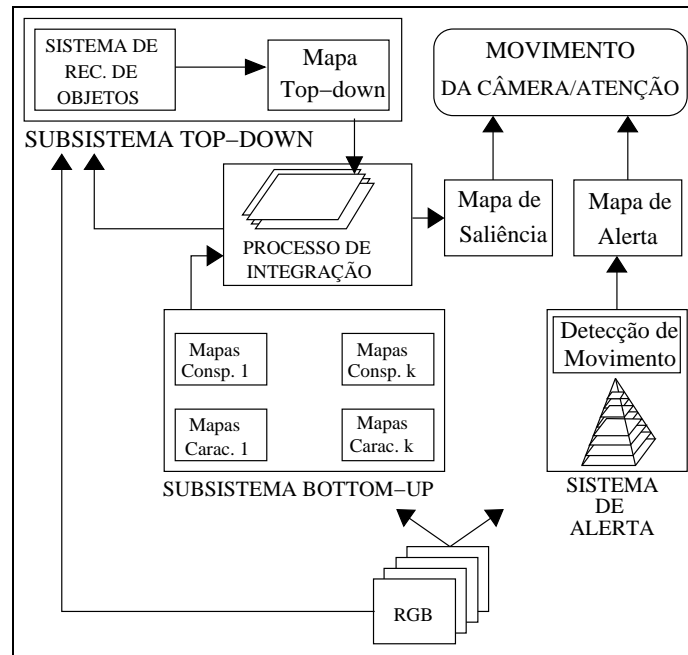 SISTEMA DE
REC. DE
OBJETOS
Mapa
Top−down
SUBSISTEMA TOP−DOWN
MOVIMENTO
DA CÂMERA/ATENÇÃO
PROCESSO DE
INTEGRAÇÃO
Mapa de
Saliência
Mapa de
Alerta
Mapas
Consp. 1
Mapas
Consp. k
Mapas
Carac. 1
Mapas
Carac. k
SUBSISTEMA BOTTOM−UP
Detecção de
Movimento
SISTEMA
DE
ALERTA
RGB